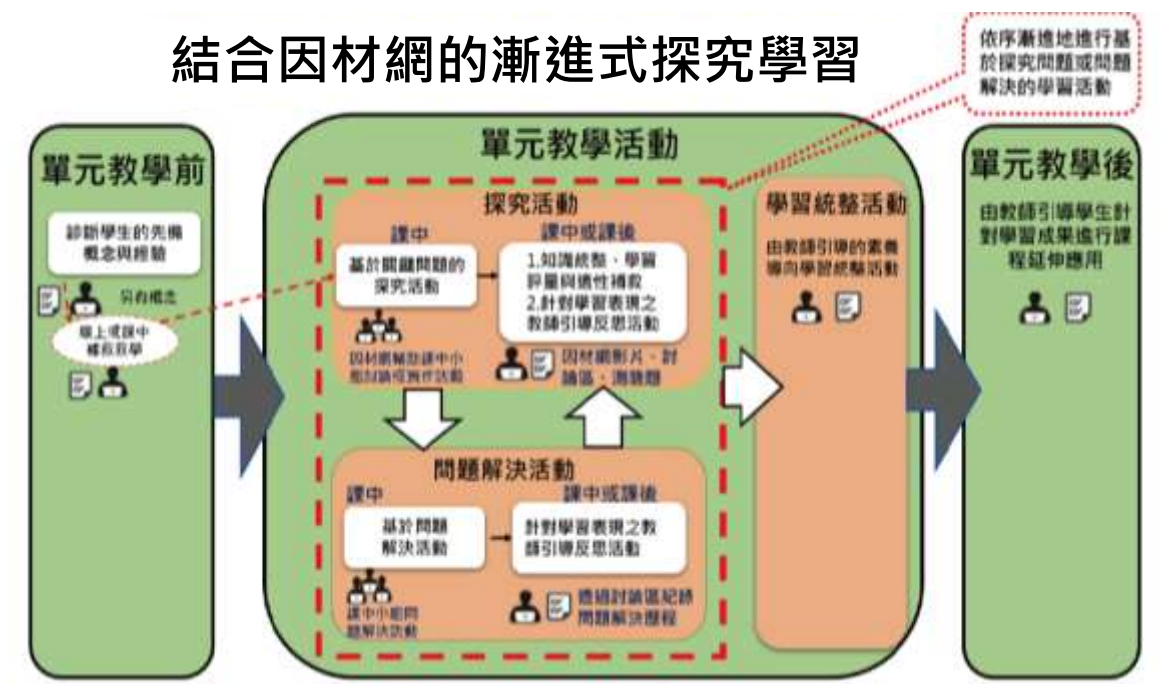 結合因材網的漸進式探究學習
依序漸進地進行基
於探究問題或問題
解決的學習活動
單元教學前
診斷學生的先備
概念與經驗
另有概念
線上或課中
補救教學
單元教學活動
探究活動
課中
基於關鍵問題的
探究活動
因材網輔助課中小
組討論或實作活動
課中或課後
1.知識統整、學習
評量與適性補救
2.針對學習表現之
教師引導反思活動
因材網影片、討
論區、測驗題
問題解決活動
課中
基於問題
解決活動
課中小組問
題解決活動
課中或課後
針對學習表現之教
師引導反思活動
透過討論區紀錄
問題解決歷程
學習統整活動
由教師引導的素養
導向學習統整活動
單元教學後
由教師引導學生針
對學習成果進行課
程延伸應用